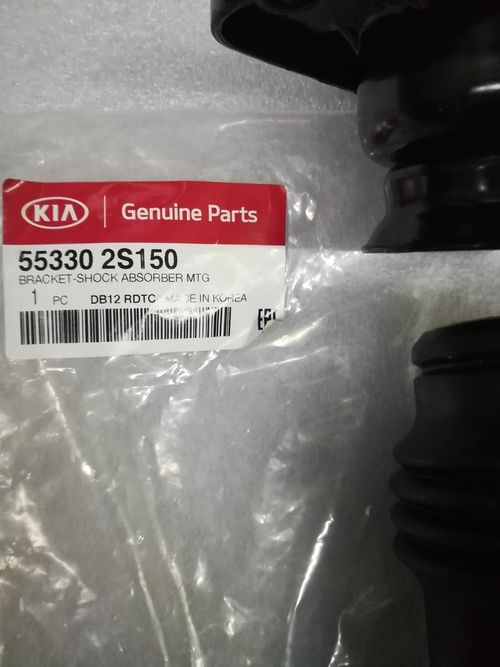 KIA Genuine Parts
55330 2S150
BRACKET-SHOCK ABSORBER MTG
1 PC DB12 RDTC MADE IN KOREA